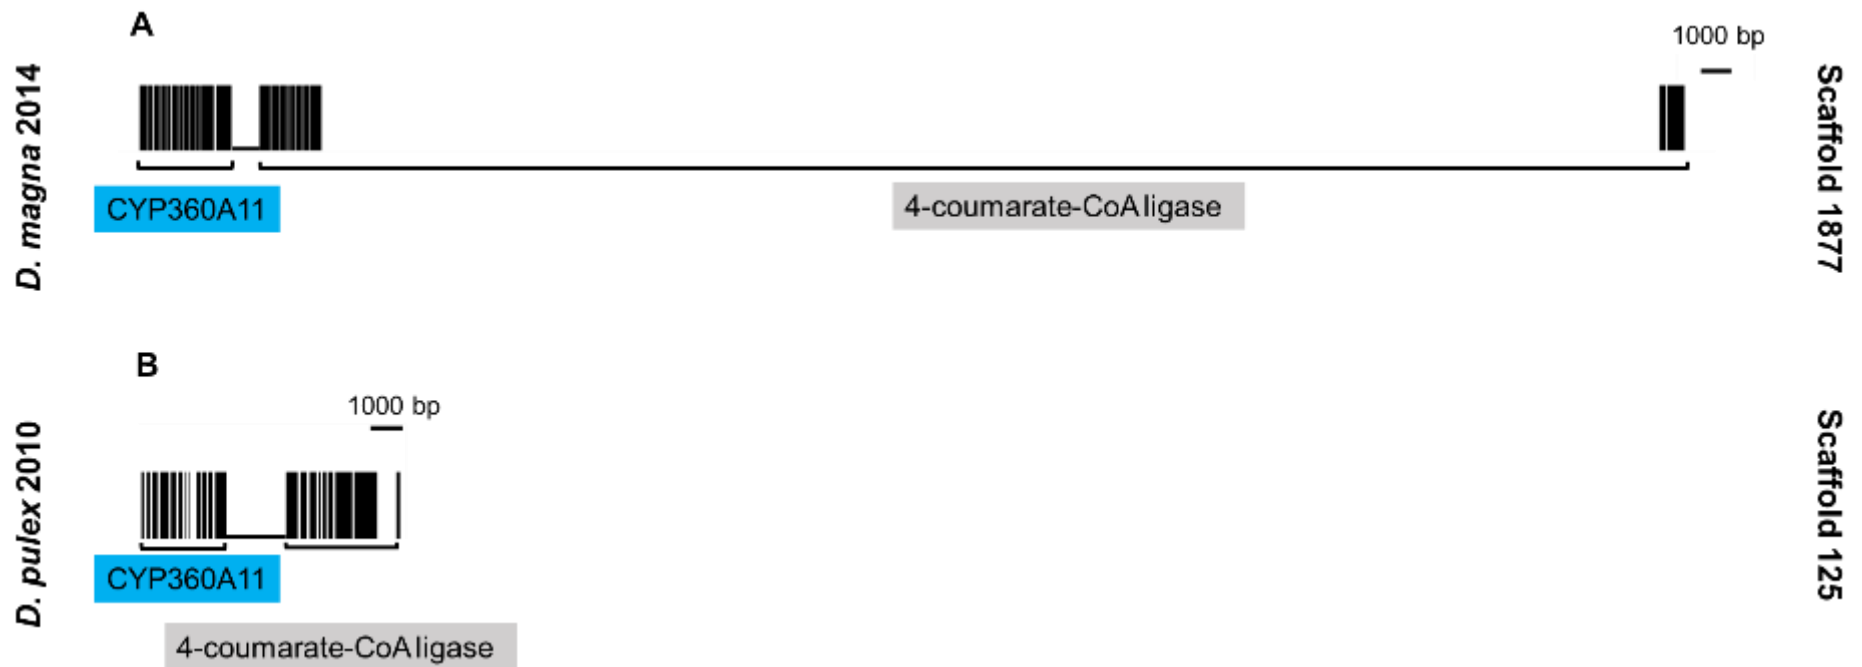 A
1000 bp
D. magna 2014
Scaffold 1877
CYP360A11
4-coumarate-CoA ligase
B
1000 bp
D. pulex 2010
Scaffold 125
CYP360A11
4-coumarate-CoA ligase